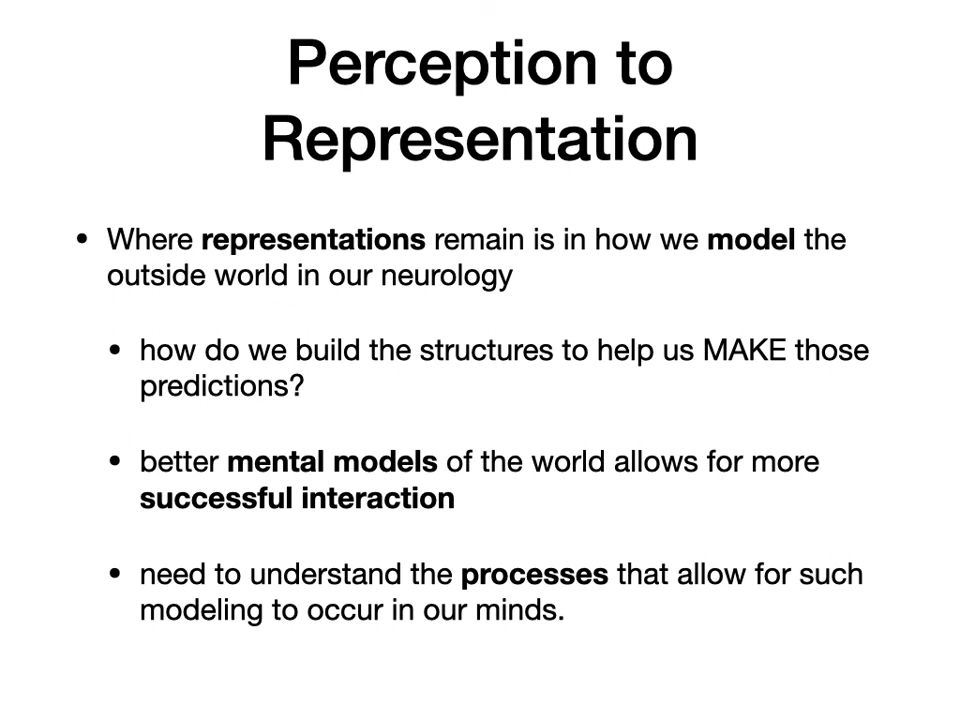 Perception to
Representation
• Where representations remain is in how we model the
outside world in our neurology
• how do we build the structures to help us MAKE those
predictions?
• better mental models of the world allows for more
successful interaction
• need to understand the processes that allow for such
modeling to occur in our minds.